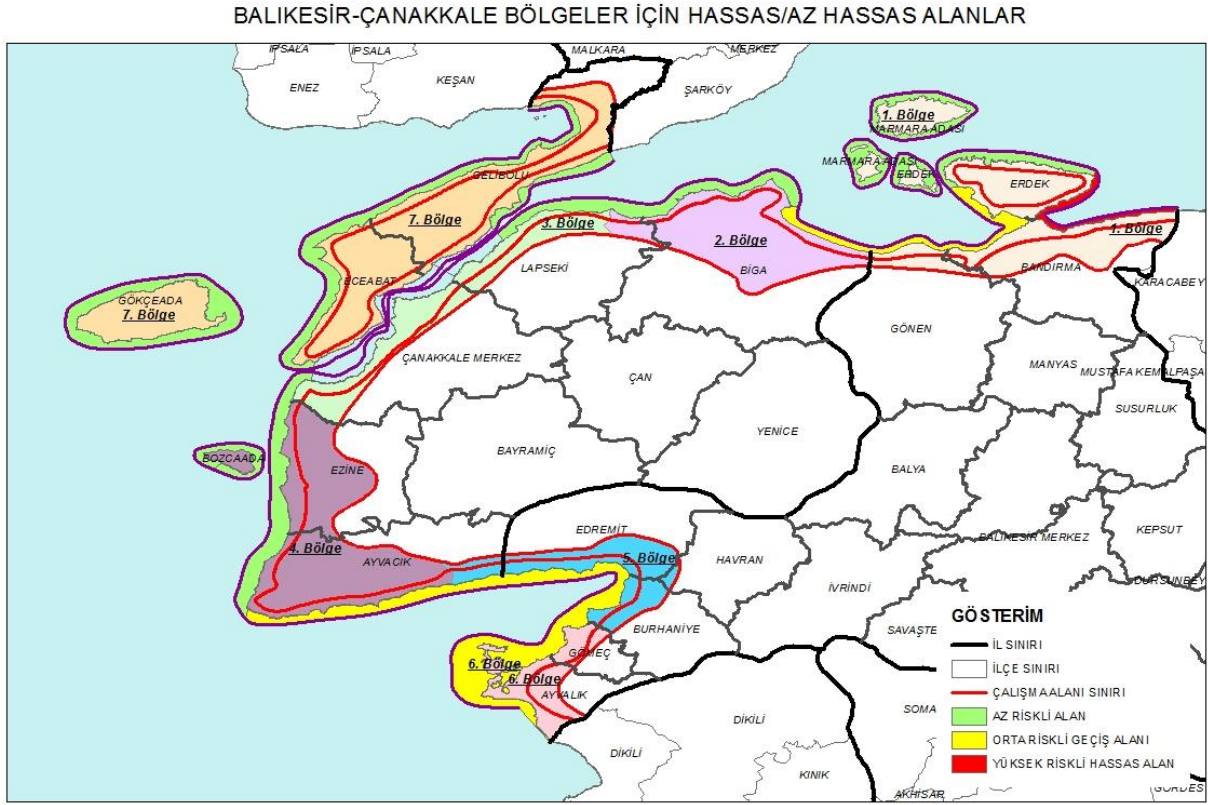 BALIKESİR-ÇANAKKALE BÖLGELER İÇİN HASSAS/AZ HASSAS ALANLAR
İPSALA
İPSALA
MALKARA
MERKEZ
ENEZ
KEŞAN
ŞARKÖY
1. Bölge
MARMARA ADASI
MARMARA ADASI
ERDEK
ERDEK
GELİBOLU
7. Bölge
3. Bölge
2. Bölge
1. Bölge
LAPSEKİ
BİGA
BANDIRMA
ECEABAT
KARACABEY
GÖKÇEADA
7. Bölge
GÖNEN
ÇANAKKALE MERKEZ
ÇAN
MANYAS
MUSTAFA KEMALPAŞA
SUSURLUK
YENİCE
BAYRAMİÇ
BOZCAADA
EZİNE
BALYA
EDREMİT
KEPSUT
BALIKESİR MERKEZ
4. Bölge
AYVACIK
5. Bölge
HAVRAN
İVRİNDİ
DURSUNBEY
BURHANİYE
SAVAŞTE
GÖMEÇ
6. Bölge
6. Bölge
AYVALIK
DİKİLİ
SOMA
DİKİLİ
KINIK
AKHİSAR
GÖRDES
GÖSTERİM
İL SINIRI
İLÇE SINIRI
ÇALIŞMA ALANI SINIRI
AZ RİSKLİ ALAN
ORTA RİSKLİ GEÇİŞ ALANI
YÜKSEK RİSKLİ HASSAS ALAN